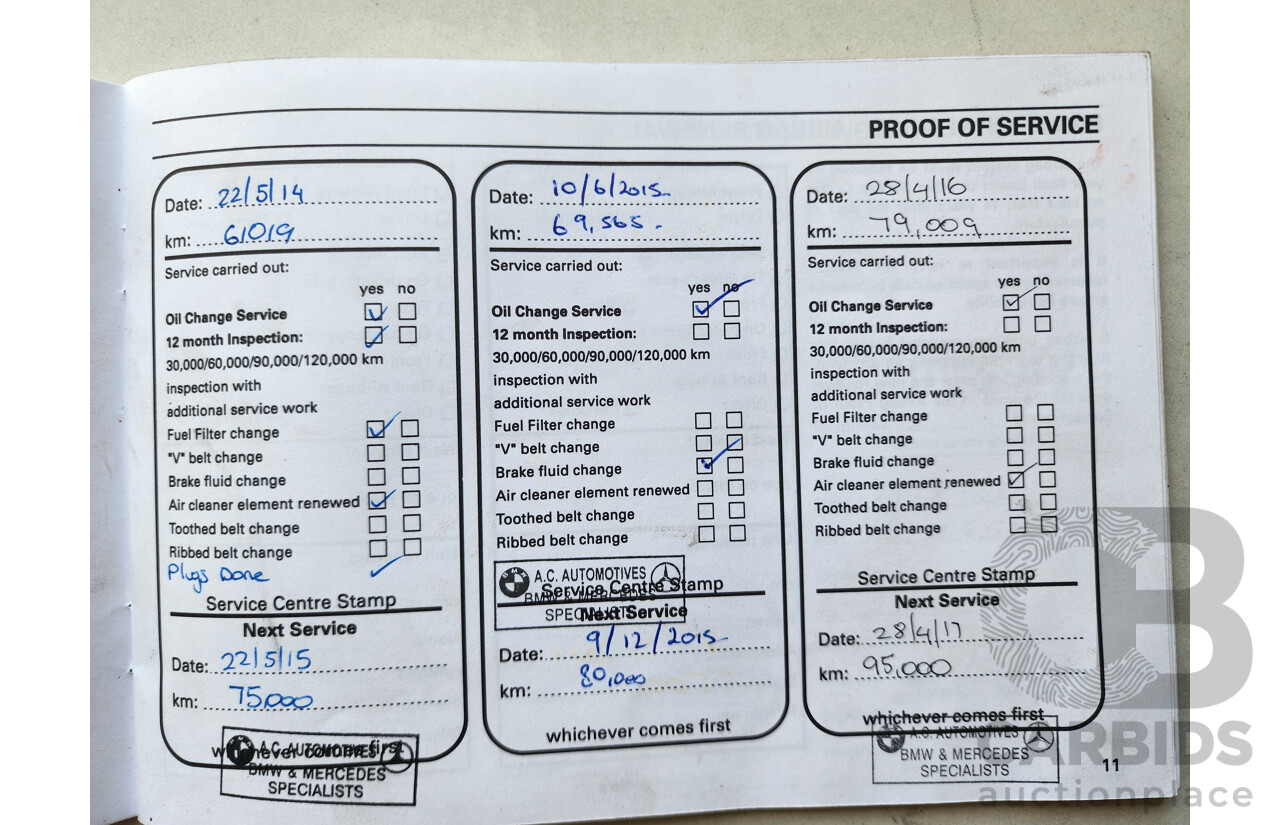 PROOF OF SERVICE
Date: 22/5/14
km: 61019
Service carried out:
yes no
Oil Change Service
12 month Inspection:
30,000/60,000/90,000/120,000 km
inspection with
additional service work
Fuel Filter change
"V" belt change
Brake fluid change
Air cleaner element renewed
Toothed belt change
Ribbed belt change
Plugs Done
Service Centre Stamp
Next Service
Date: 22/5/15
km: 75000
whichever comes first
A.C. AUTOMOTIVES
BMW & MERCEDES
SPECIALISTS
Date: 10/6/2015
km: 69,565.
Service carried out:
yes no
Oil Change Service
12 month Inspection:
30,000/60,000/90,000/120,000 km
inspection with
additional service work
Fuel Filter change
"V" belt change
Brake fluid change
Air cleaner element renewed
Toothed belt change
Ribbed belt change
A.C. AUTOMOTIVES
BMW & MERCEDES
SPECIALISTS
Service Centre Stamp
Next Service
Date: 9/12/2015
km: 80,000
whichever comes first
Date: 28/4/16
km: 79,009
Service carried out:
yes no
Oil Change Service
12 month Inspection:
30,000/60,000/90,000/120,000 km
inspection with
additional service work
Fuel Filter change
"V" belt change
Brake fluid change
Air cleaner element renewed
Toothed belt change
Ribbed belt change
Service Centre Stamp
Next Service
Date: 28/4/17
km: 95,000
whichever comes first
A.C. AUTOMOTIVES
BMW & MERCEDES
SPECIALISTS
11
CARBIDS
auctionplace